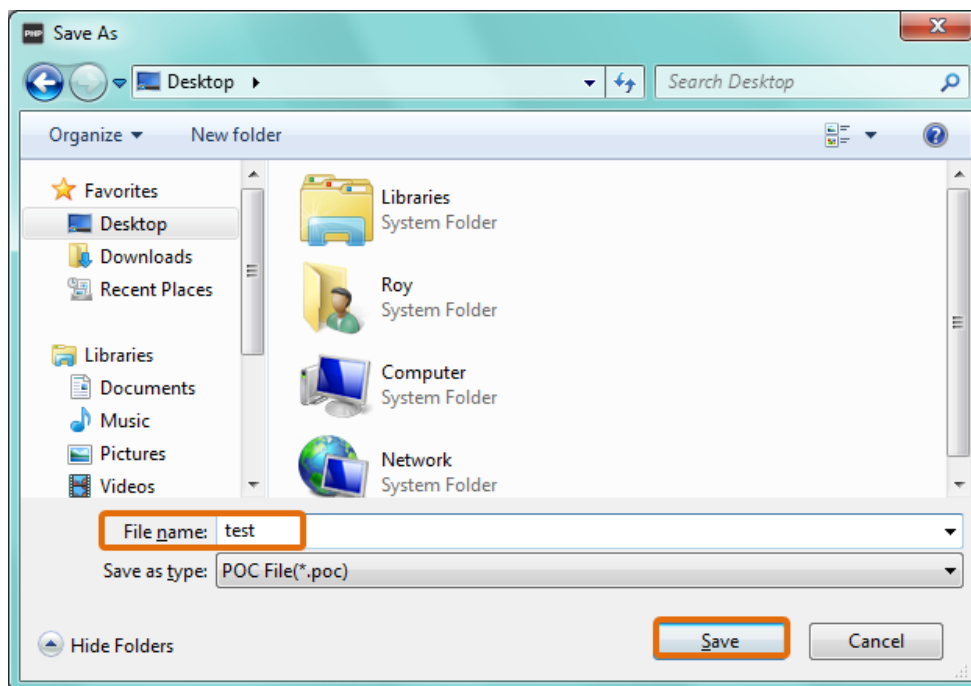 PHP Save As
Desktop
Search Desktop
Organize New folder
Favorites
Desktop
Downloads
Recent Places
Libraries
Documents
Music
Pictures
Videos
Libraries
System Folder
Roy
System Folder
Computer
System Folder
Network
System Folder
File name: test
Save as type: POC File(*.poc)
Hide Folders
Save
Cancel